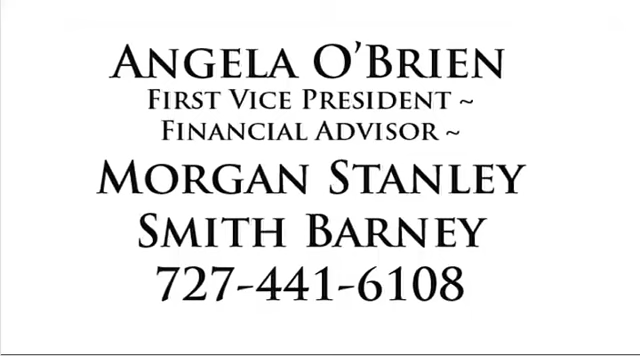 Angela O'Brien
First Vice President ~
Financial Advisor ~
Morgan Stanley
Smith Barney
727-441-6108